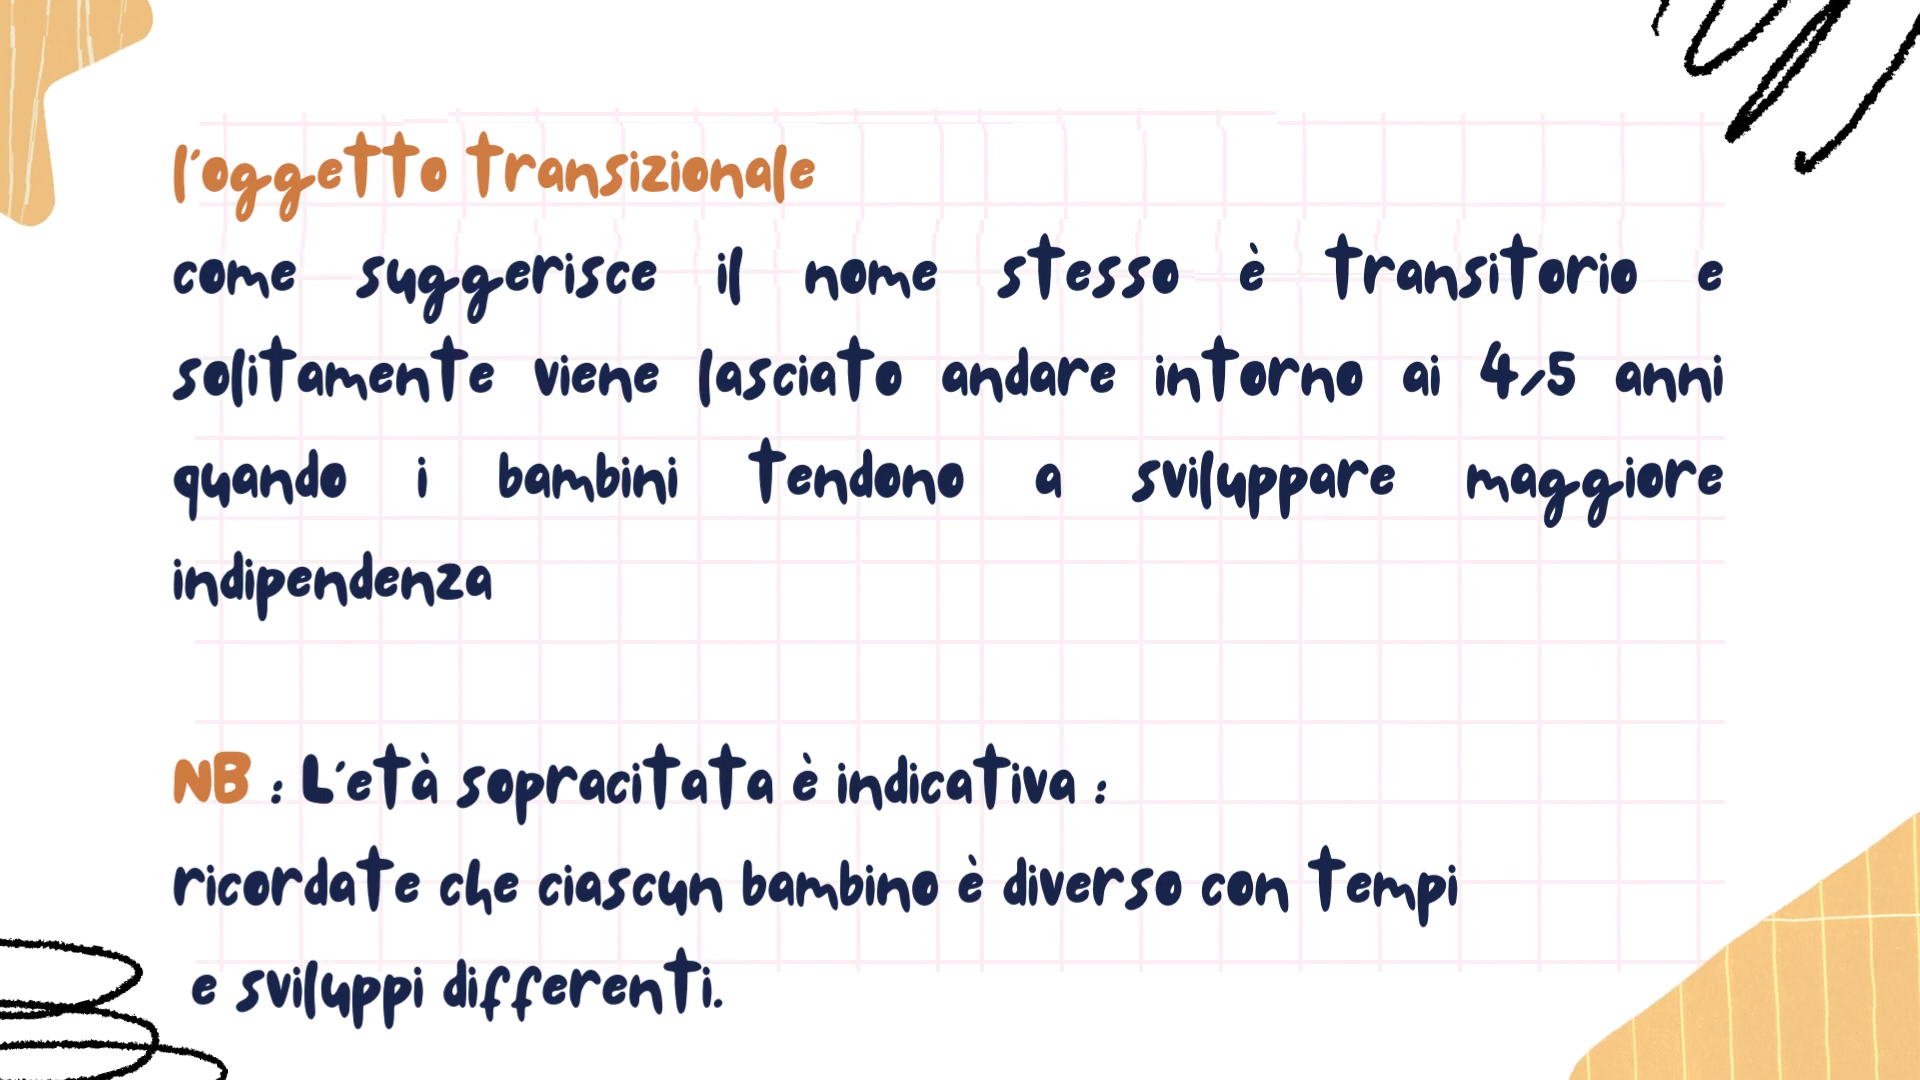 l'oggetto transizionale
come suggerisce il nome stesso è transitorio e
solitamente viene lasciato andare intorno ai 4/5 anni
quando i bambini tendono a sviluppare maggiore
indipendenza
NB : L'età sopracitata è indicativa :
ricordate che ciascun bambino è diverso con tempi
e sviluppi differenti.